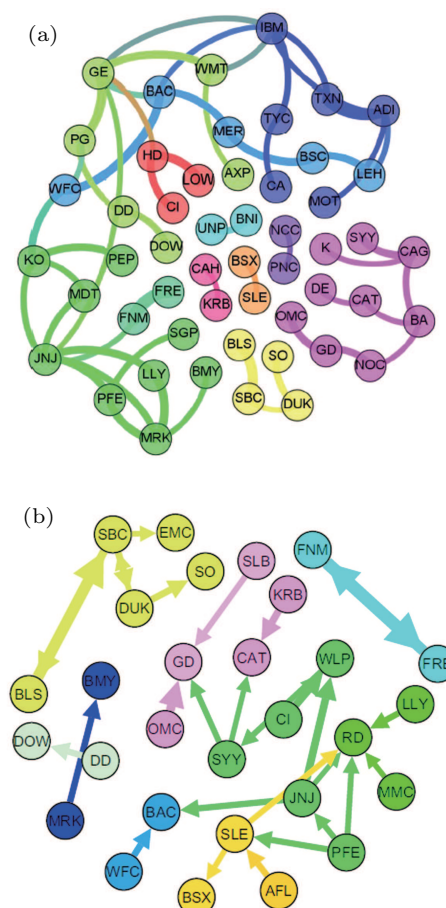 (a)
IBM
GE
WMT
BAC
TXN
ADI
TYC
PG
MER
HD
BSC
LEH
WFC
LOW
AXP
CA
MOT
CI
DD
BNI
UNP
NCC
SYY
K
CAG
DOW
KO
PEP
BSX
PNC
CAH
MDT
FRE
DE
CAT
SLE
KRB
OMC
BA
FNM
SGP
BLS
SO
GD
NOC
JNJ
LLY
BMY
PFE
SBC
DUK
MRK
(b)
SBC
EMC
FNM
SLB
SO
KRB
DUK
GD
CAT
WLP
FRE
BLS
BMY
LLY
CI
OMC
RD
DOW
SYY
DD
MMC
JNJ
BAC
MRK
SLE
PFE
WFC
AFL
BSX